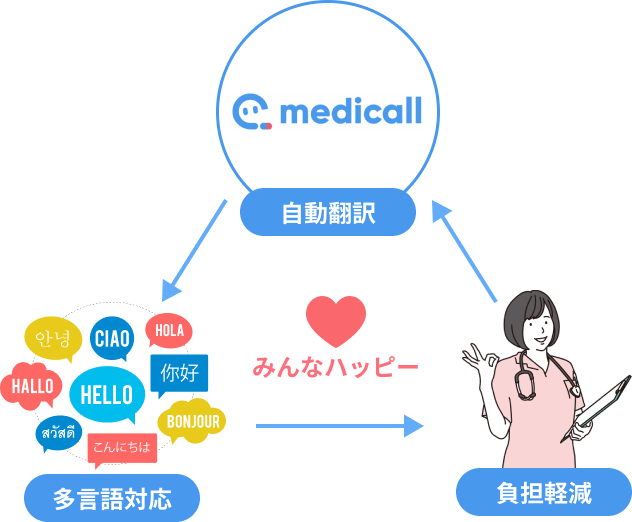 medicall
自動翻訳
안녕
CIAO
HOLA
HALLO
HELLO
你好
สวัสดี
こんにちは
BONJOUR
みんなハッピー
多言語対応
負担軽減